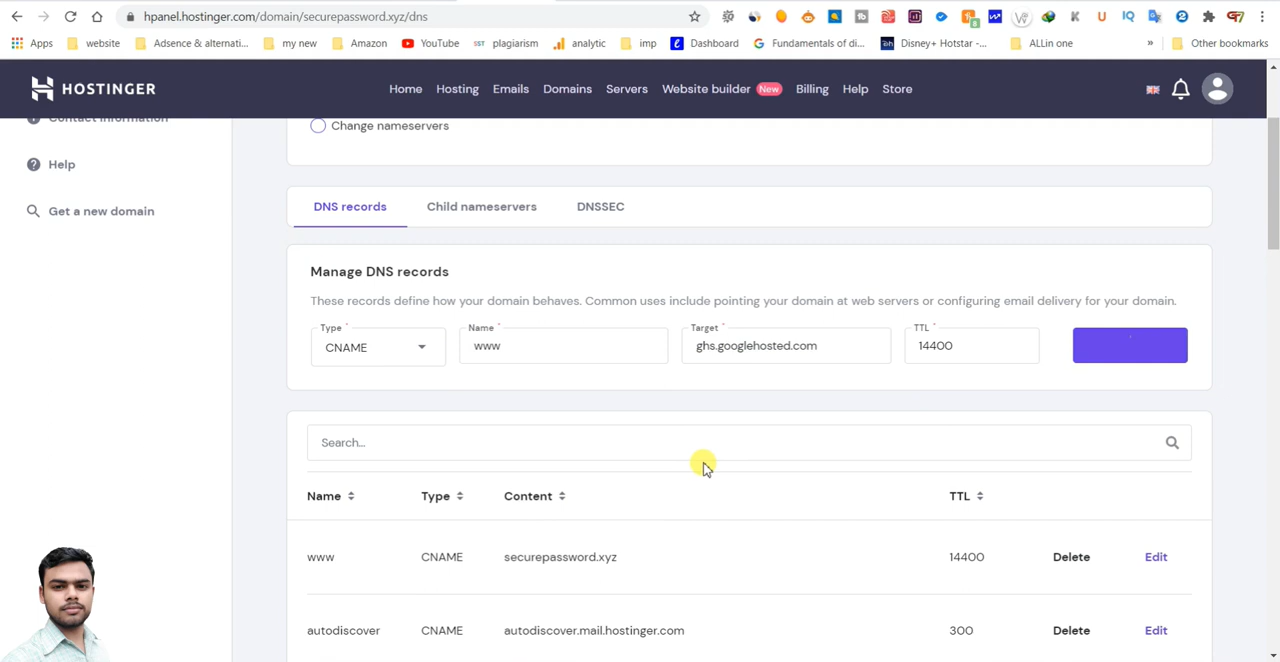 hpanel.hostinger.com/domain/securepassword.xyz/dns
Apps website Adsence & alternati... my new Amazon YouTube SST plagiarism analytic imp Dashboard Fundamentals of di... Disney+ Hotstar -... ALLin one » Other bookmarks
HOSTINGER Home Hosting Emails Domains Servers Website builder New Billing Help Store
Contact information
Change nameservers
Help
Get a new domain
DNS records Child nameservers DNSSEC
Manage DNS records
These records define how your domain behaves. Common uses include pointing your domain at web servers or configuring email delivery for your domain.
Type * Name * Target * TTL *
CNAME www ghs.googlehosted.com 14400
Search...
Name Type Content TTL
www CNAME securepassword.xyz 14400 Delete Edit
autodiscover CNAME autodiscover.mail.hostinger.com 300 Delete Edit